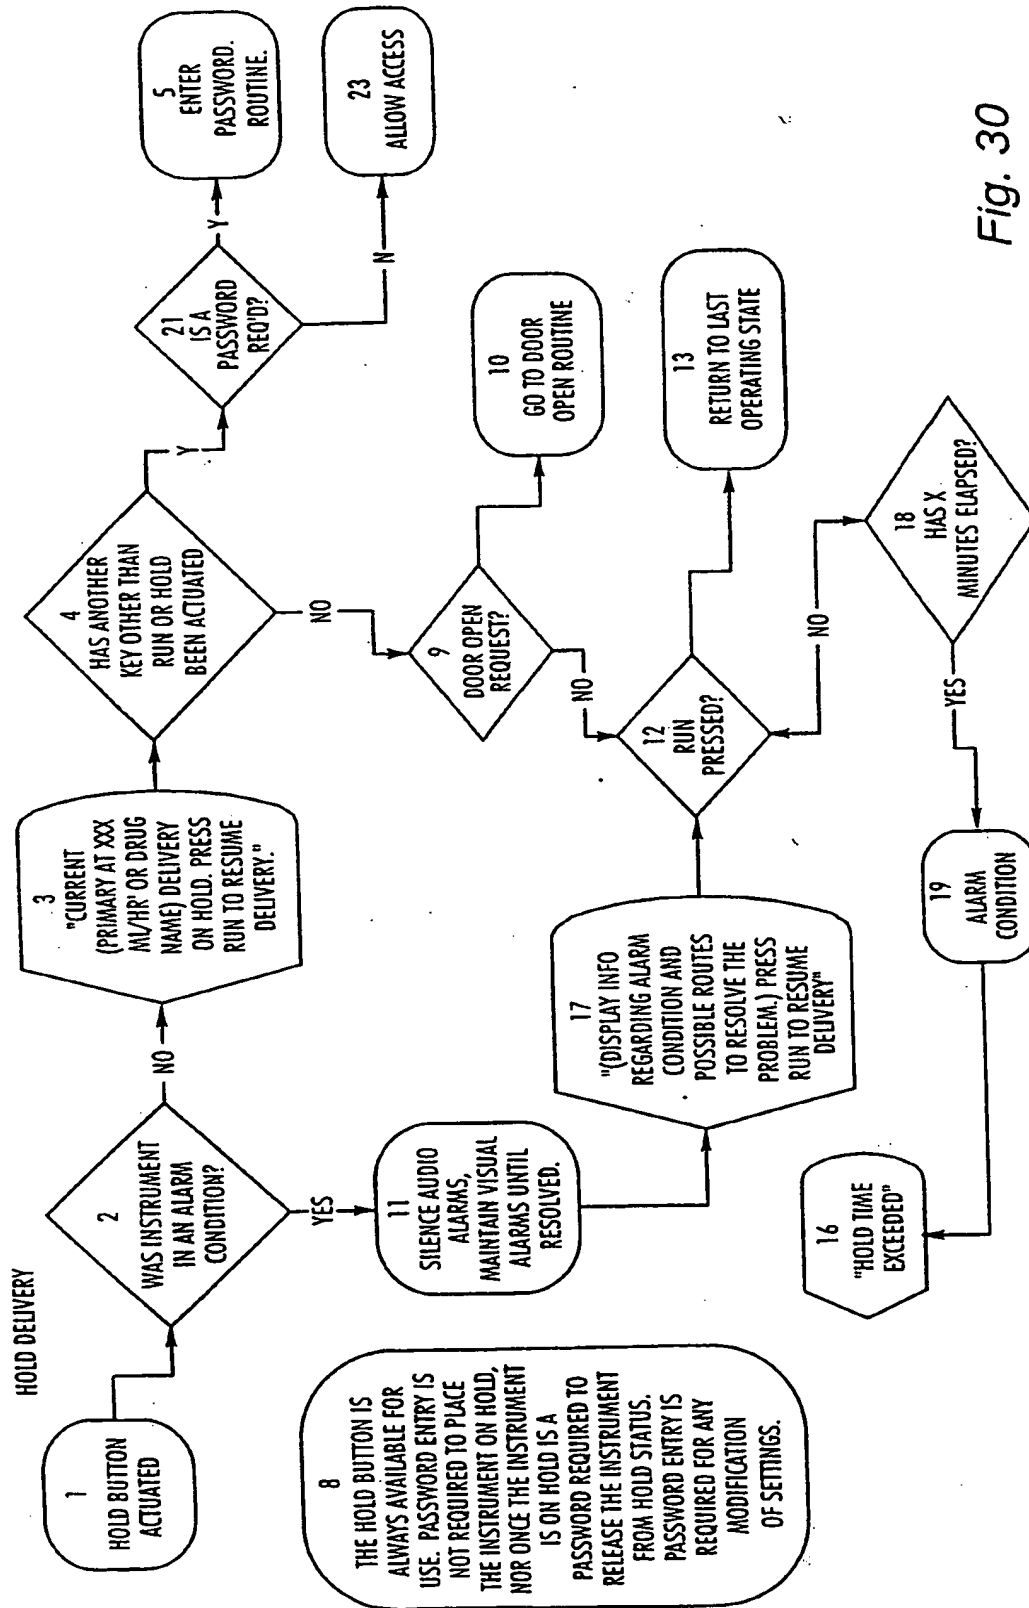 HOLD DELIVERY
1
HOLD BUTTON
ACTUATED
2
WAS INSTRUMENT
IN AN ALARM
CONDITION?
NO
YES
3
"CURRENT
(PRIMARY AT XXX
ML/HR' OR DRUG
NAME) DELIVERY
ON HOLD. PRESS
RUN TO RESUME
DELIVERY."
4
HAS ANOTHER
KEY OTHER THAN
RUN OR HOLD
BEEN ACTUATED
Y
NO
21
IS A
PASSWORD
REQ'D?
Y
N
5
ENTER
PASSWORD.
ROUTINE.
23
ALLOW ACCESS
9
DOOR OPEN
REQUEST?
NO
10
GO TO DOOR
OPEN ROUTINE
11
SILENCE AUDIO
ALARMS,
MAINTAIN VISUAL
ALARMS UNTIL
RESOLVED.
17
"(DISPLAY INFO
REGARDING ALARM
CONDITION AND
POSSIBLE ROUTES
TO RESOLVE THE
PROBLEM.) PRESS
RUN TO RESUME
DELIVERY"
12
RUN
PRESSED?
NO
13
RETURN TO LAST
OPERATING STATE
18
HAS X
MINUTES ELAPSED?
YES
19
ALARM
CONDITION
16
"HOLD TIME
EXCEEDED"
8
THE HOLD BUTTON IS
ALWAYS AVAILABLE FOR
USE. PASSWORD ENTRY IS
NOT REQUIRED TO PLACE
THE INSTRUMENT ON HOLD,
NOR ONCE THE INSTRUMENT
IS ON HOLD IS A
PASSWORD REQUIRED TO
RELEASE THE INSTRUMENT
FROM HOLD STATUS.
PASSWORD ENTRY IS
REQUIRED FOR ANY
MODIFICATION
OF SETTINGS.
Fig. 30